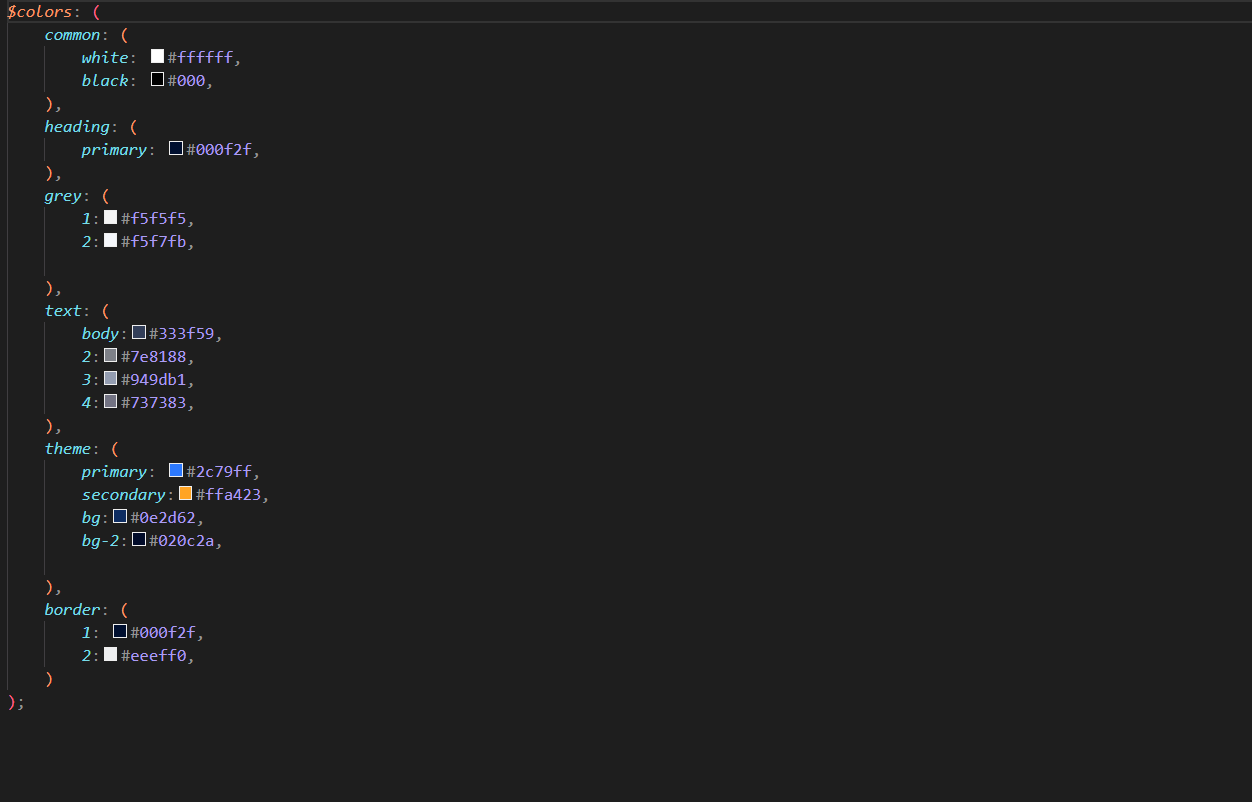 $colors: (
common: (
white: #ffffff,
black: #000,
),
heading: (
primary: #000f2f,
),
grey: (
1: #f5f5f5,
2: #f5f7fb,
),
text: (
body: #333f59,
2: #7e8188,
3: #949db1,
4: #737383,
),
theme: (
primary: #2c79ff,
secondary: #ffa423,
bg: #0e2d62,
bg-2: #020c2a,
),
border: (
1: #000f2f,
2: #eeeff0,
)
);